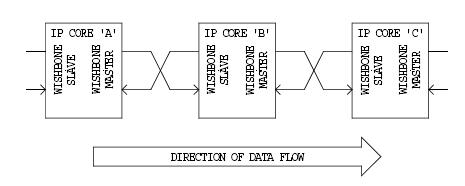 IP CORE 'A'
WISHBONE
SLAVE
WISHBONE
MASTER
IP CORE 'B'
WISHBONE
SLAVE
WISHBONE
MASTER
IP CORE 'C'
WISHBONE
SLAVE
WISHBONE
MASTER
DIRECTION OF DATA FLOW